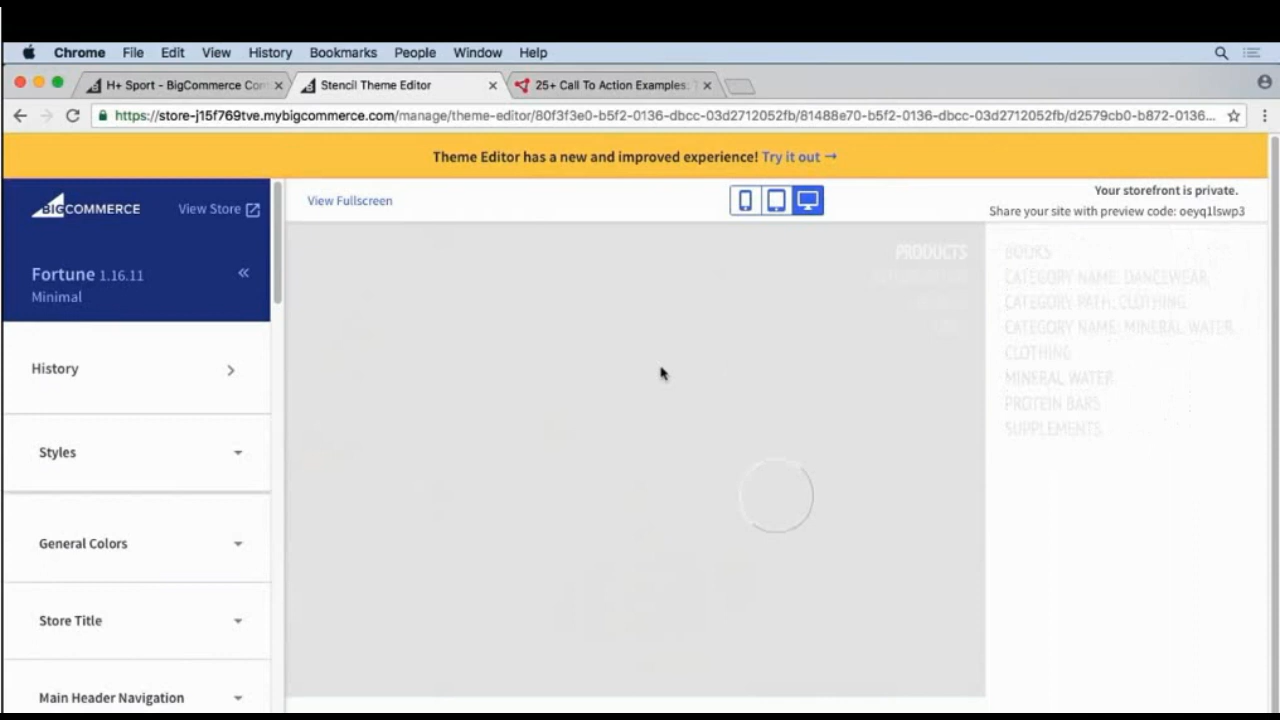 Chrome File Edit View History Bookmarks People Window Help
H+ Sport - BigCommerce Con
Stencil Theme Editor
25+ Call To Action Examples:
https://store-j15f769tve.mybigcommerce.com/manage/theme-editor/80f3f3e0-b5f2-0136-dbcc-03d2712052fb/81488e70-b5f2-0136-dbcc-03d2712052fb/d2579cb0-b872-0136...
Theme Editor has a new and improved experience! Try it out →
BIGCOMMERCE
View Store
View Fullscreen
Your storefront is private.
Share your site with preview code: oeyq1lswp3
Fortune 1.16.11
Minimal
PRODUCTS
BOOKS
CATEGORY NAME: DANCEWEAR
CATEGORY PATH: CLOTHING
CATEGORY NAME: MINERAL WATER
CLOTHING
MINERAL WATER
PROTEIN BARS
SUPPLEMENTS
History
Styles
General Colors
Store Title
Main Header Navigation